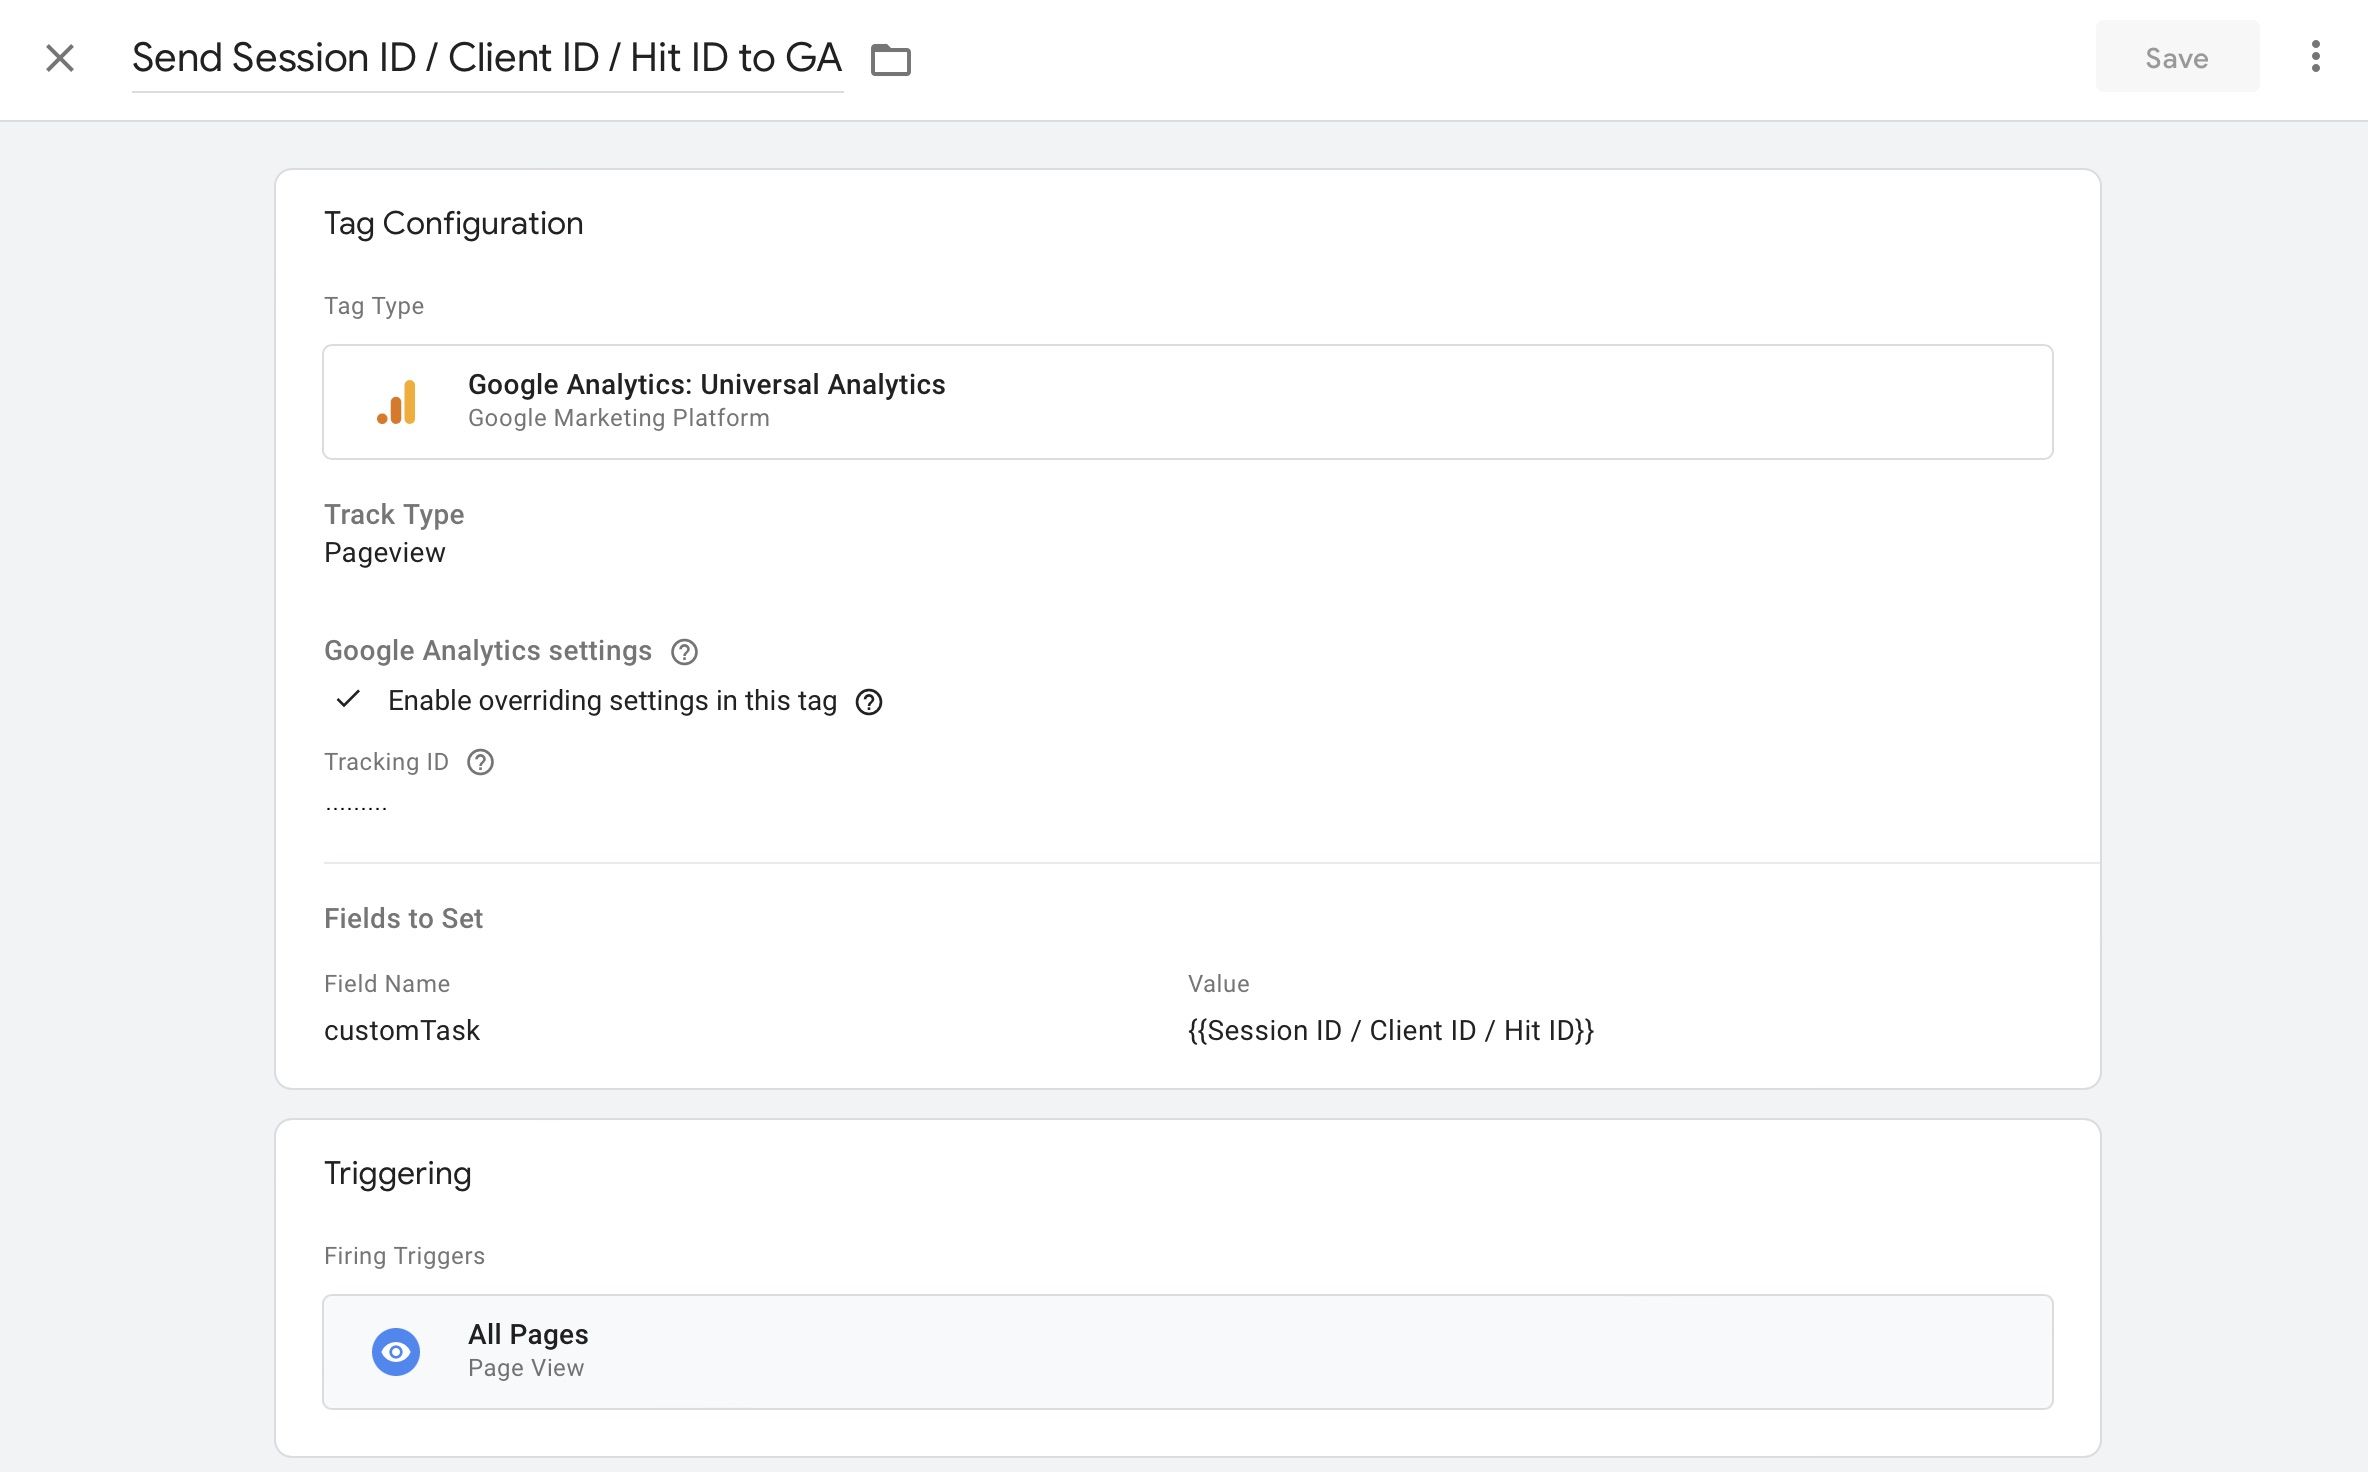 Send Session ID / Client ID / Hit ID to GA
Save
Tag Configuration
Tag Type
Google Analytics: Universal Analytics
Google Marketing Platform
Track Type
Pageview
Google Analytics settings
Enable overriding settings in this tag
Tracking ID
.........
Fields to Set
Field Name Value
customTask {{Session ID / Client ID / Hit ID}}
Triggering
Firing Triggers
All Pages
Page View